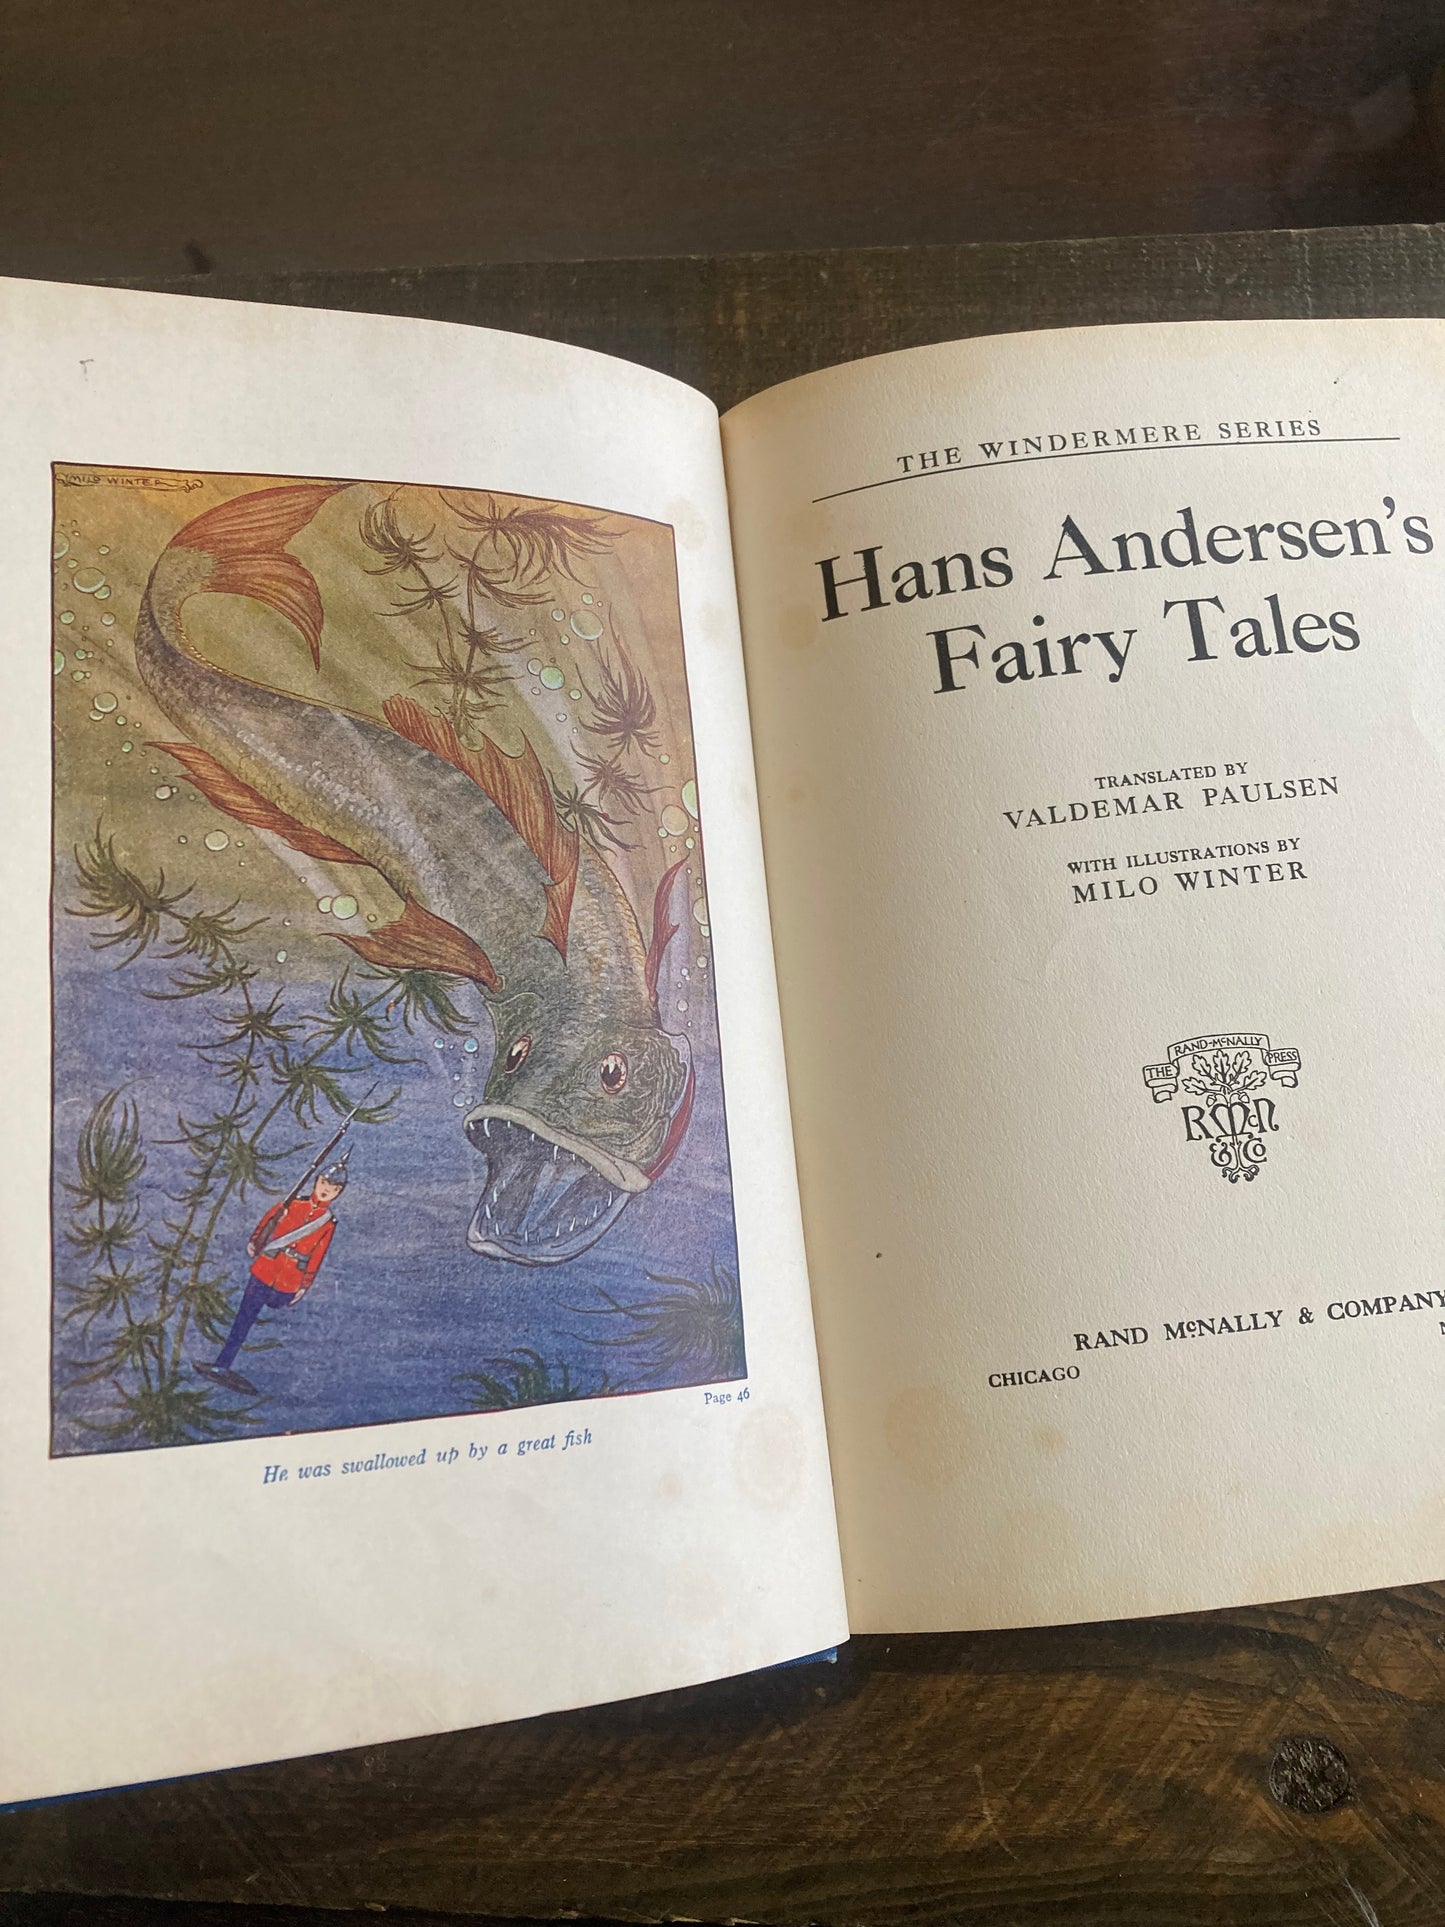 MILO WINTER
Page 46
He was swallowed up by a great fish
THE WINDERMERE SERIES
Hans Andersen's
Fairy Tales
TRANSLATED BY
VALDEMAR PAULSEN
WITH ILLUSTRATIONS BY
MILO WINTER
THE RAND-McNALLY PRESS
RMcN
& Co
RAND McNALLY & COMPANY
CHICAGO